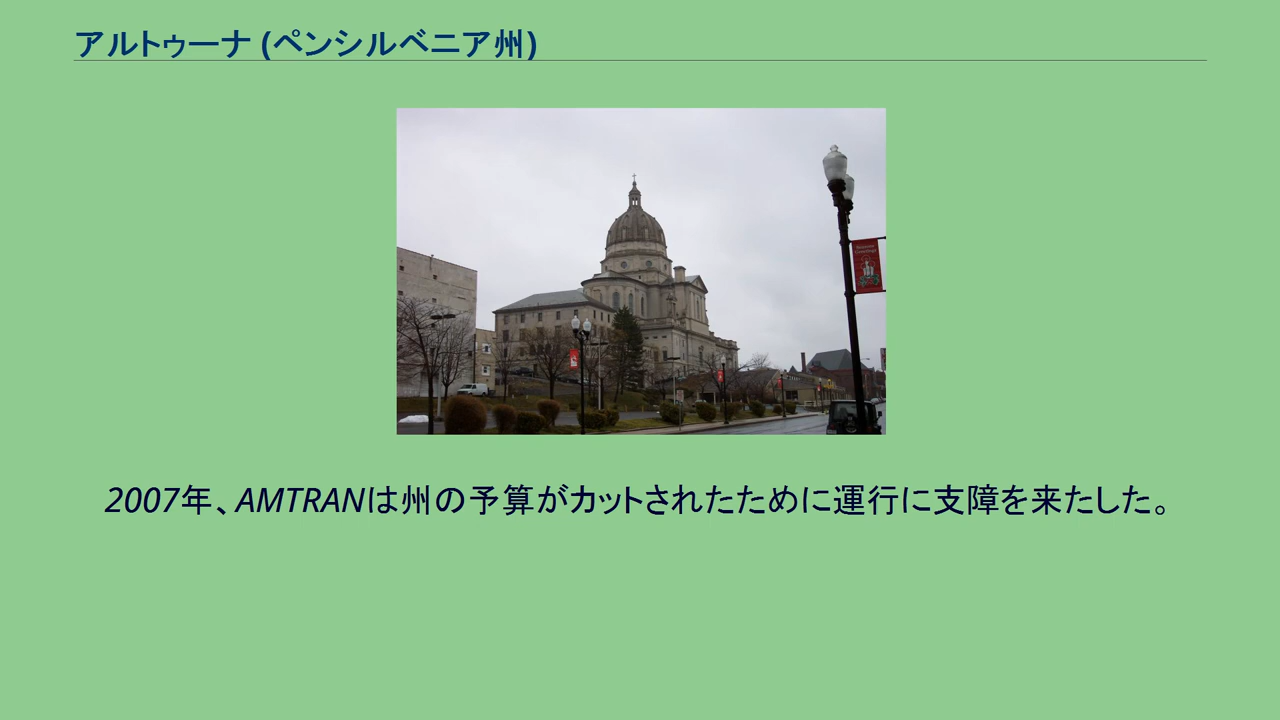 アルトゥーナ (ペンシルベニア州)
2007年、AMTRANは州の予算がカットされたために運行に支障を来たした。